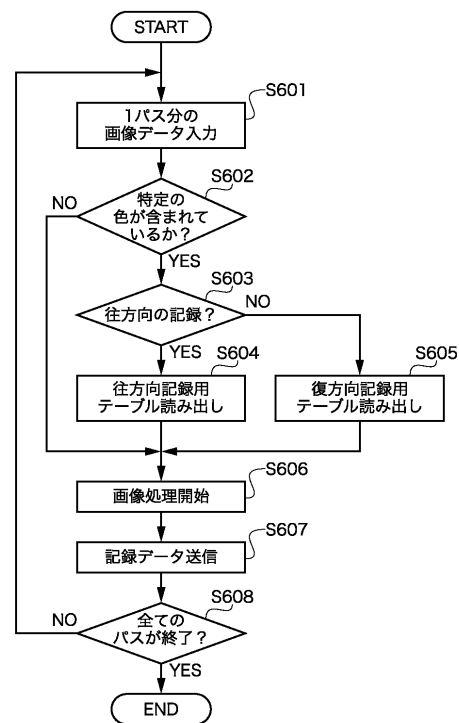 START
S601
1パス分の
画像データ入力
S602
特定の
色が含まれて
いるか？
NO
YES
S603
往方向の記録？
NO
YES
S604
往方向記録用
テーブル読み出し
S605
復方向記録用
テーブル読み出し
S606
画像処理開始
S607
記録データ送信
S608
全ての
パスが終了？
NO
YES
END